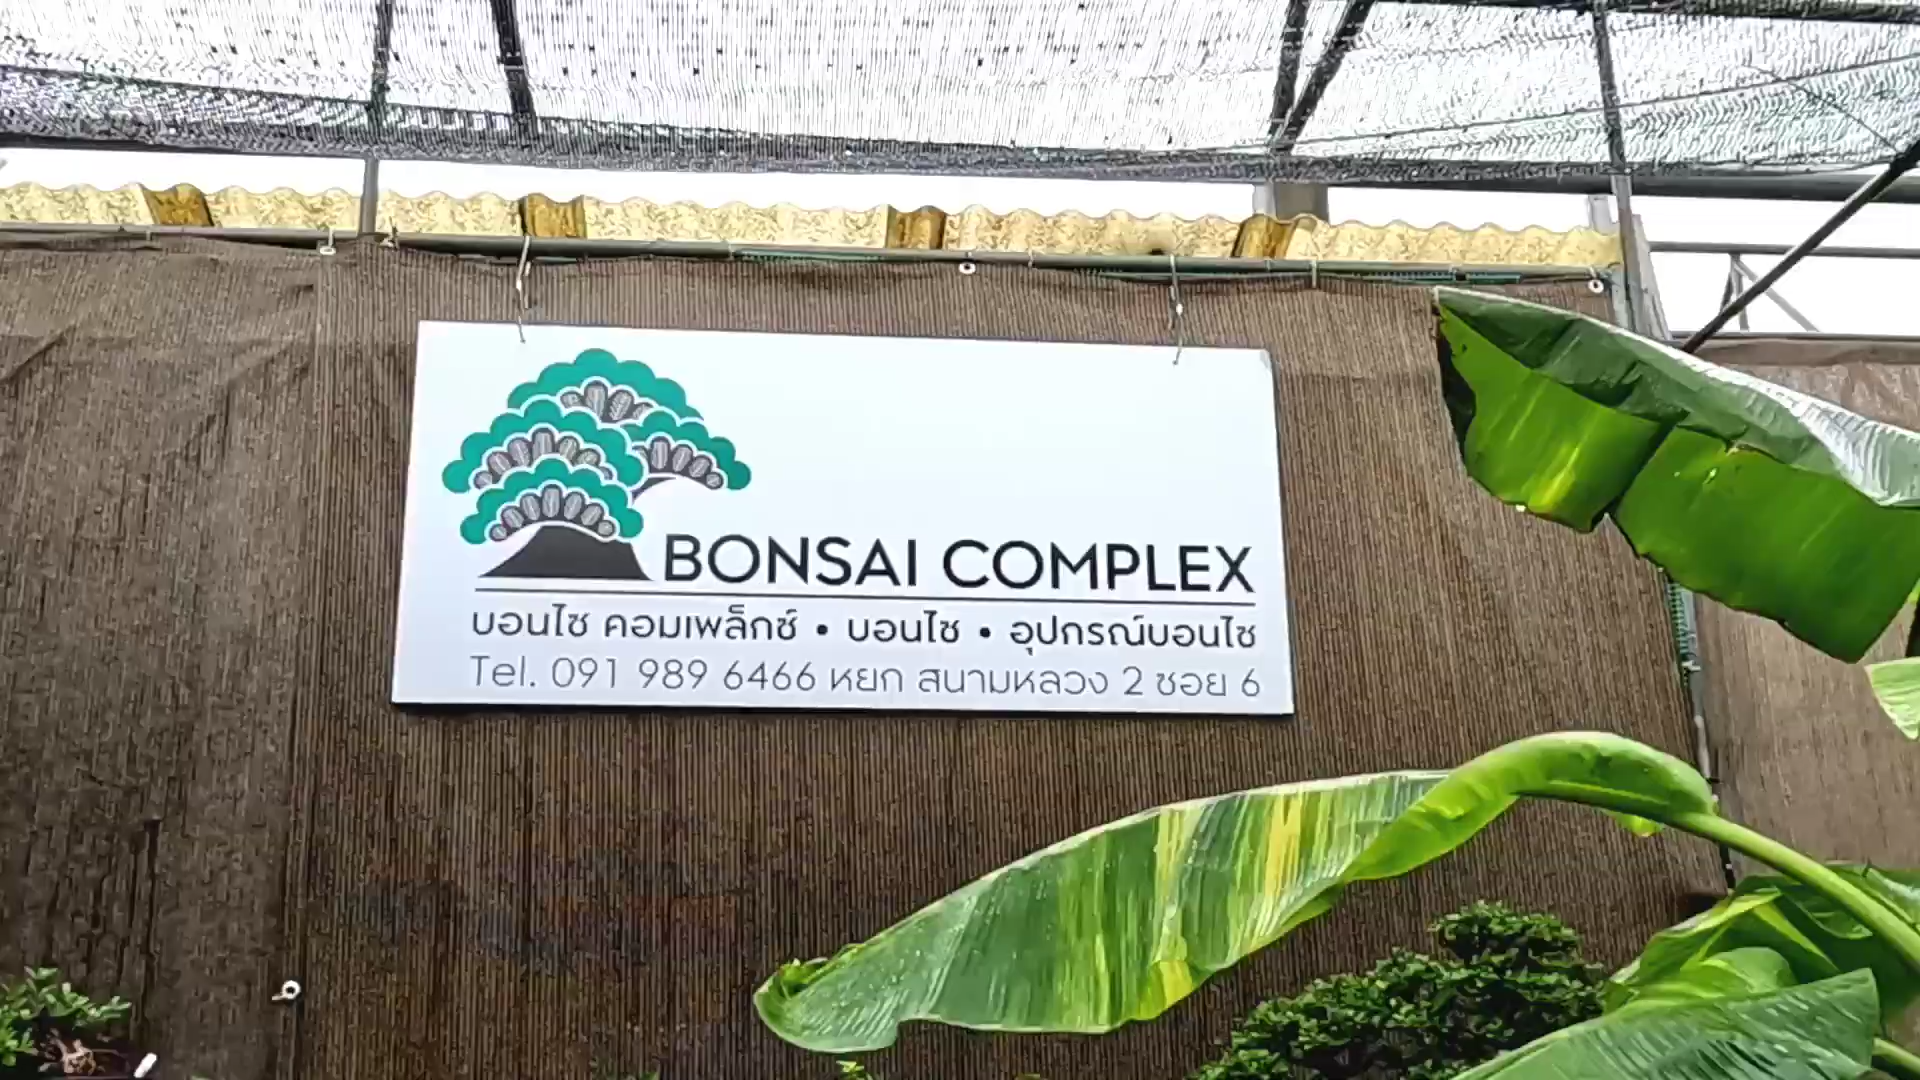 BONSAI COMPLEX
บอนไซ คอมเพล็กซ์ • บอนไซ • อุปกรณ์บอนไซ
Tel. 091 989 6466 หยก สนามหลวง 2 ซอย 6